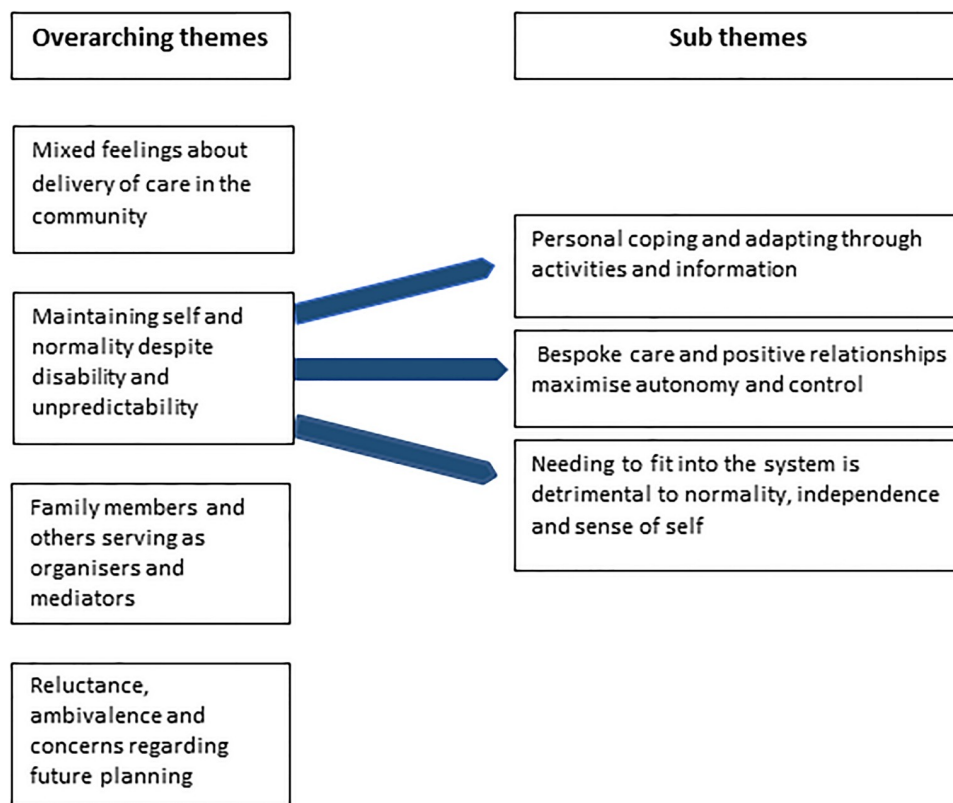 Overarching themes
Sub themes
Mixed feelings about
delivery of care in the
community
Maintaining self and
normality despite
disability and
unpredictability
Family members and
others serving as
organisers and
mediators
Reluctance,
ambivalence and
concerns regarding
future planning
Personal coping and adapting through
activities and information
Bespoke care and positive relationships
maximise autonomy and control
Needing to fit into the system is
detrimental to normality, independence
and sense of self